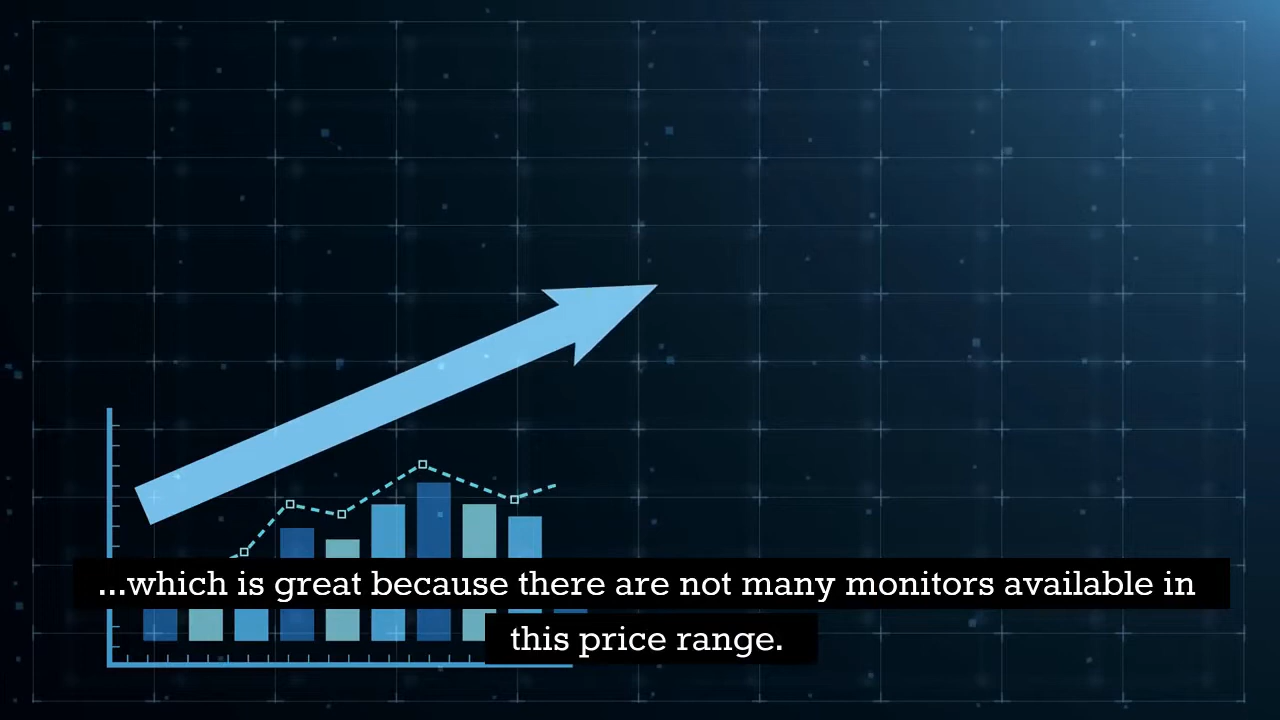 ...which is great because there are not many monitors available in
this price range.